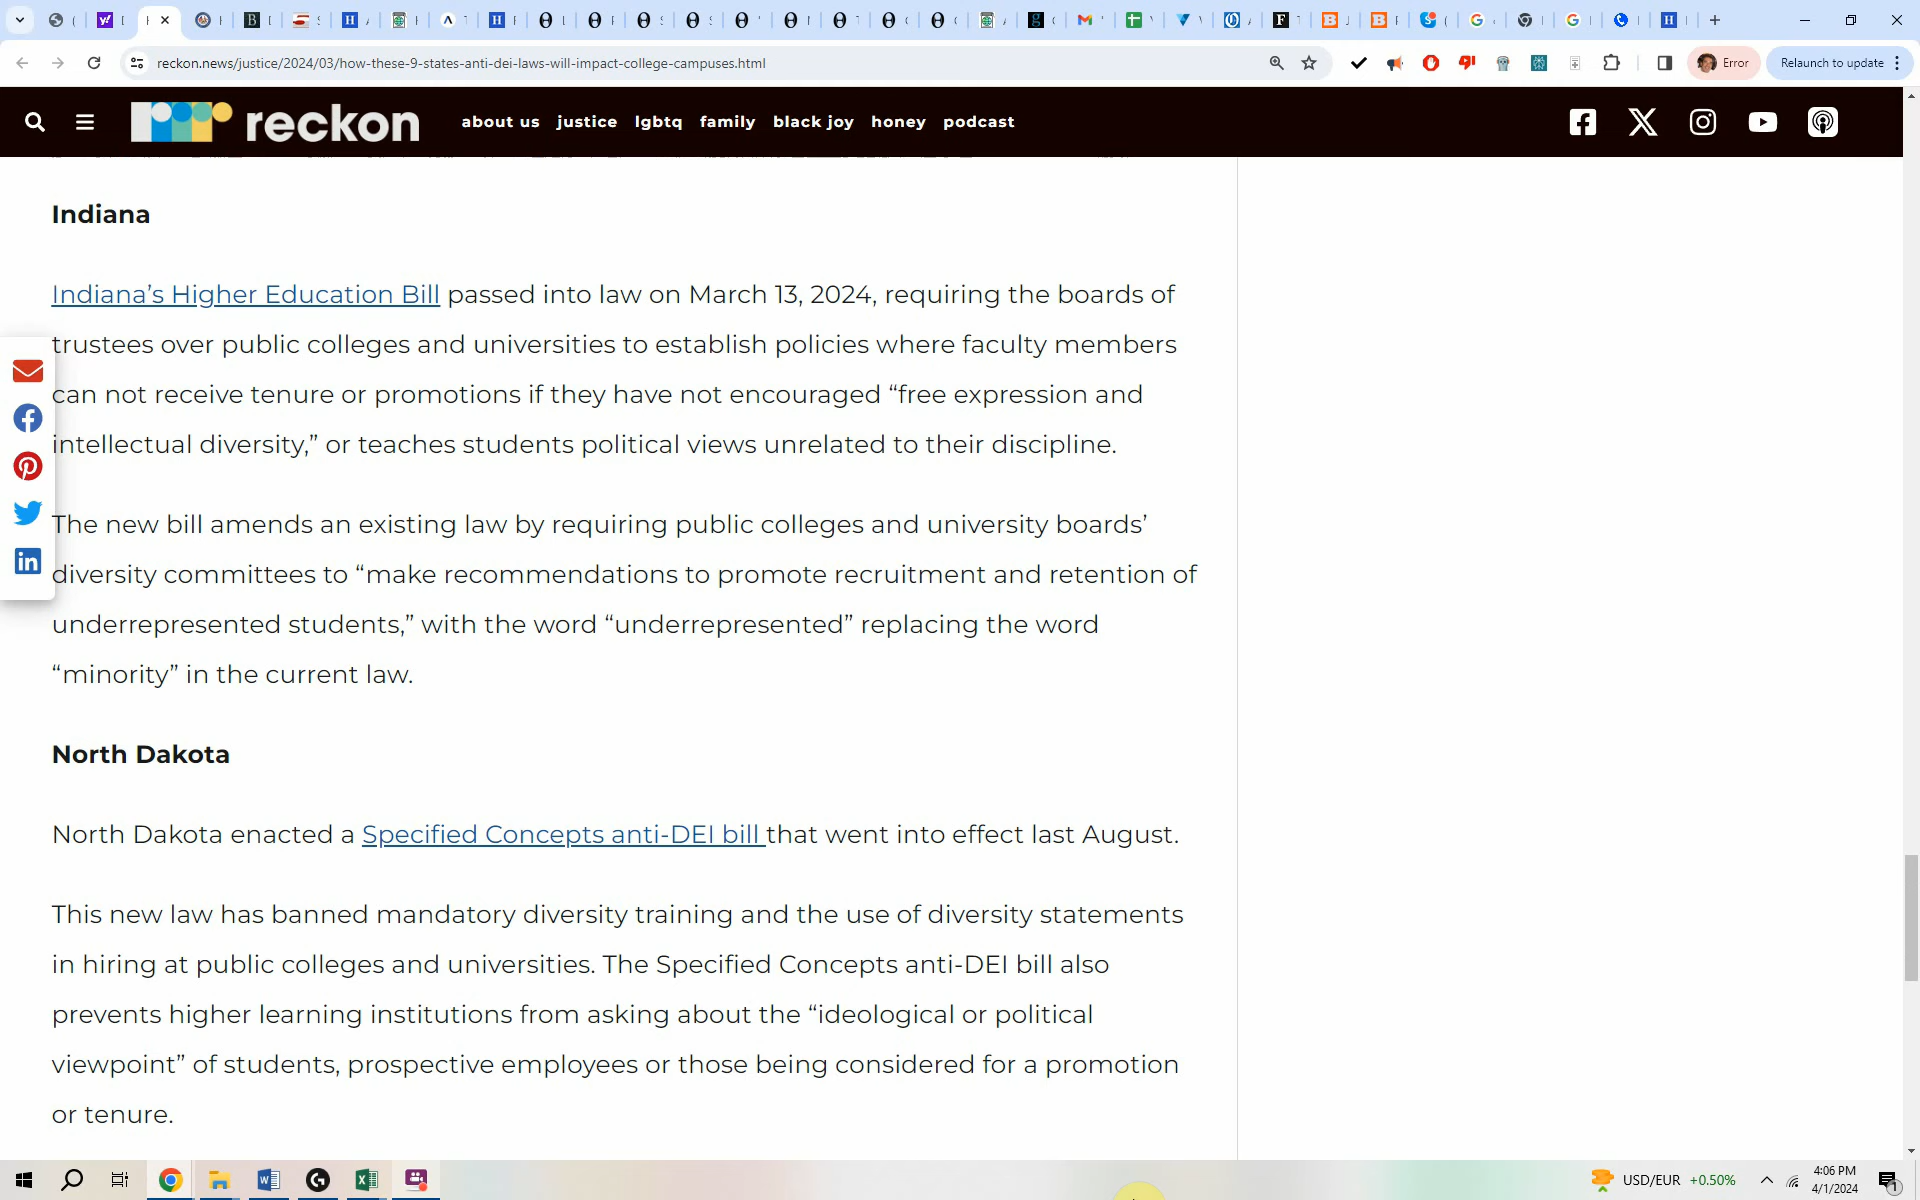 reckon.news/justice/2024/03/how-these-9-states-anti-dei-laws-will-impact-college-campuses.html
Error
Relaunch to update
reckon
about us justice lgbtq family black joy honey podcast
Indiana
Indiana’s Higher Education Bill passed into law on March 13, 2024, requiring the boards of
trustees over public colleges and universities to establish policies where faculty members
can not receive tenure or promotions if they have not encouraged “free expression and
intellectual diversity,” or teaches students political views unrelated to their discipline.
The new bill amends an existing law by requiring public colleges and university boards’
diversity committees to “make recommendations to promote recruitment and retention of
underrepresented students,” with the word “underrepresented” replacing the word
“minority” in the current law.
North Dakota
North Dakota enacted a Specified Concepts anti-DEI bill that went into effect last August.
This new law has banned mandatory diversity training and the use of diversity statements
in hiring at public colleges and universities. The Specified Concepts anti-DEI bill also
prevents higher learning institutions from asking about the “ideological or political
viewpoint” of students, prospective employees or those being considered for a promotion
or tenure.
USD/EUR +0.50%
4:06 PM
4/1/2024